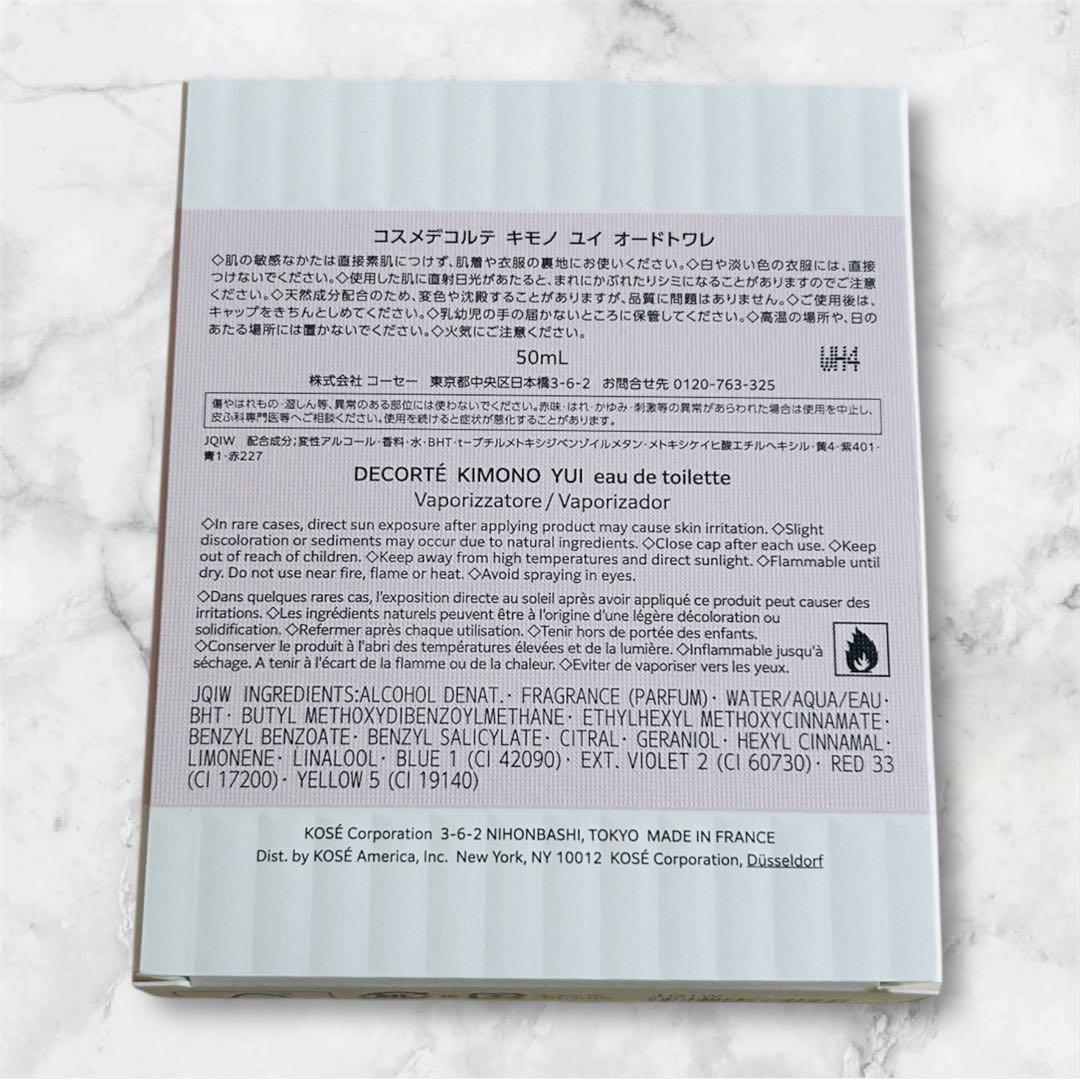 コスメデコルテ キモノ ユイ オードトワレ
◇肌の敏感なかたは直接素肌につけず、肌着や衣服の裏地にお使いください。◇白や淡い色の衣服には、直接
つけないでください。◇使用した肌に直射日光があたると、まれにかぶれたりシミになることがありますのでご注意
ください。◇天然成分配合のため、変色や沈殿することがありますが、品質に問題はありません。◇ご使用後は、
キャップをきちんとしめてください。◇乳幼児の手の届かないところに保管してください。◇高温の場所や、日の
あたる場所には置かないでください。◇火気にご注意ください。
50mL
WH4
株式会社 コーセー 東京都中央区日本橋3-6-2 お問合せ先 0120-763-325
傷やはれもの・湿しん等、異常のある部位には使わないでください。赤味・はれ・かゆみ・刺激等の異常があらわれた場合は使用を中止し、
皮ふ科専門医等へご相談ください。使用を続けると症状が悪化することがあります。
JQIW 配合成分;変性アルコール・香料・水・BHT・t-ブチルメトキシジベンゾイルメタン・メトキシケイヒ酸エチルヘキシル・黄4・紫401・
青1・赤227
DECORTÉ KIMONO YUI eau de toilette
Vaporizzatore / Vaporizador
◇In rare cases, direct sun exposure after applying product may cause skin irritation. ◇Slight
discoloration or sediments may occur due to natural ingredients. ◇Close cap after each use. ◇Keep
out of reach of children. ◇Keep away from high temperatures and direct sunlight. ◇Flammable until
dry. Do not use near fire, flame or heat. ◇Avoid spraying in eyes.
◇Dans quelques rares cas, l'exposition directe au soleil après avoir appliqué ce produit peut causer des
irritations. ◇Les ingrédients naturels peuvent être à l'origine d'une légère décoloration ou
solidification. ◇Refermer après chaque utilisation. ◇Tenir hors de portée des enfants.
◇Conserver le produit à l'abri des températures élevées et de la lumière. ◇Inflammable jusqu'à
séchage. A tenir à l'écart de la flamme ou de la chaleur. ◇Eviter de vaporiser vers les yeux.
JQIW INGREDIENTS:ALCOHOL DENAT.· FRAGRANCE (PARFUM)· WATER/AQUA/EAU·
BHT· BUTYL METHOXYDIBENZOYLMETHANE· ETHYLHEXYL METHOXYCINNAMATE·
BENZYL BENZOATE· BENZYL SALICYLATE· CITRAL· GERANIOL· HEXYL CINNAMAL·
LIMONENE· LINALOOL· BLUE 1 (CI 42090)· EXT. VIOLET 2 (CI 60730)· RED 33
(CI 17200)· YELLOW 5 (CI 19140)
KOSÉ Corporation 3-6-2 NIHONBASHI, TOKYO MADE IN FRANCE
Dist. by KOSÉ America, Inc. New York, NY 10012 KOSÉ Corporation, Düsseldorf